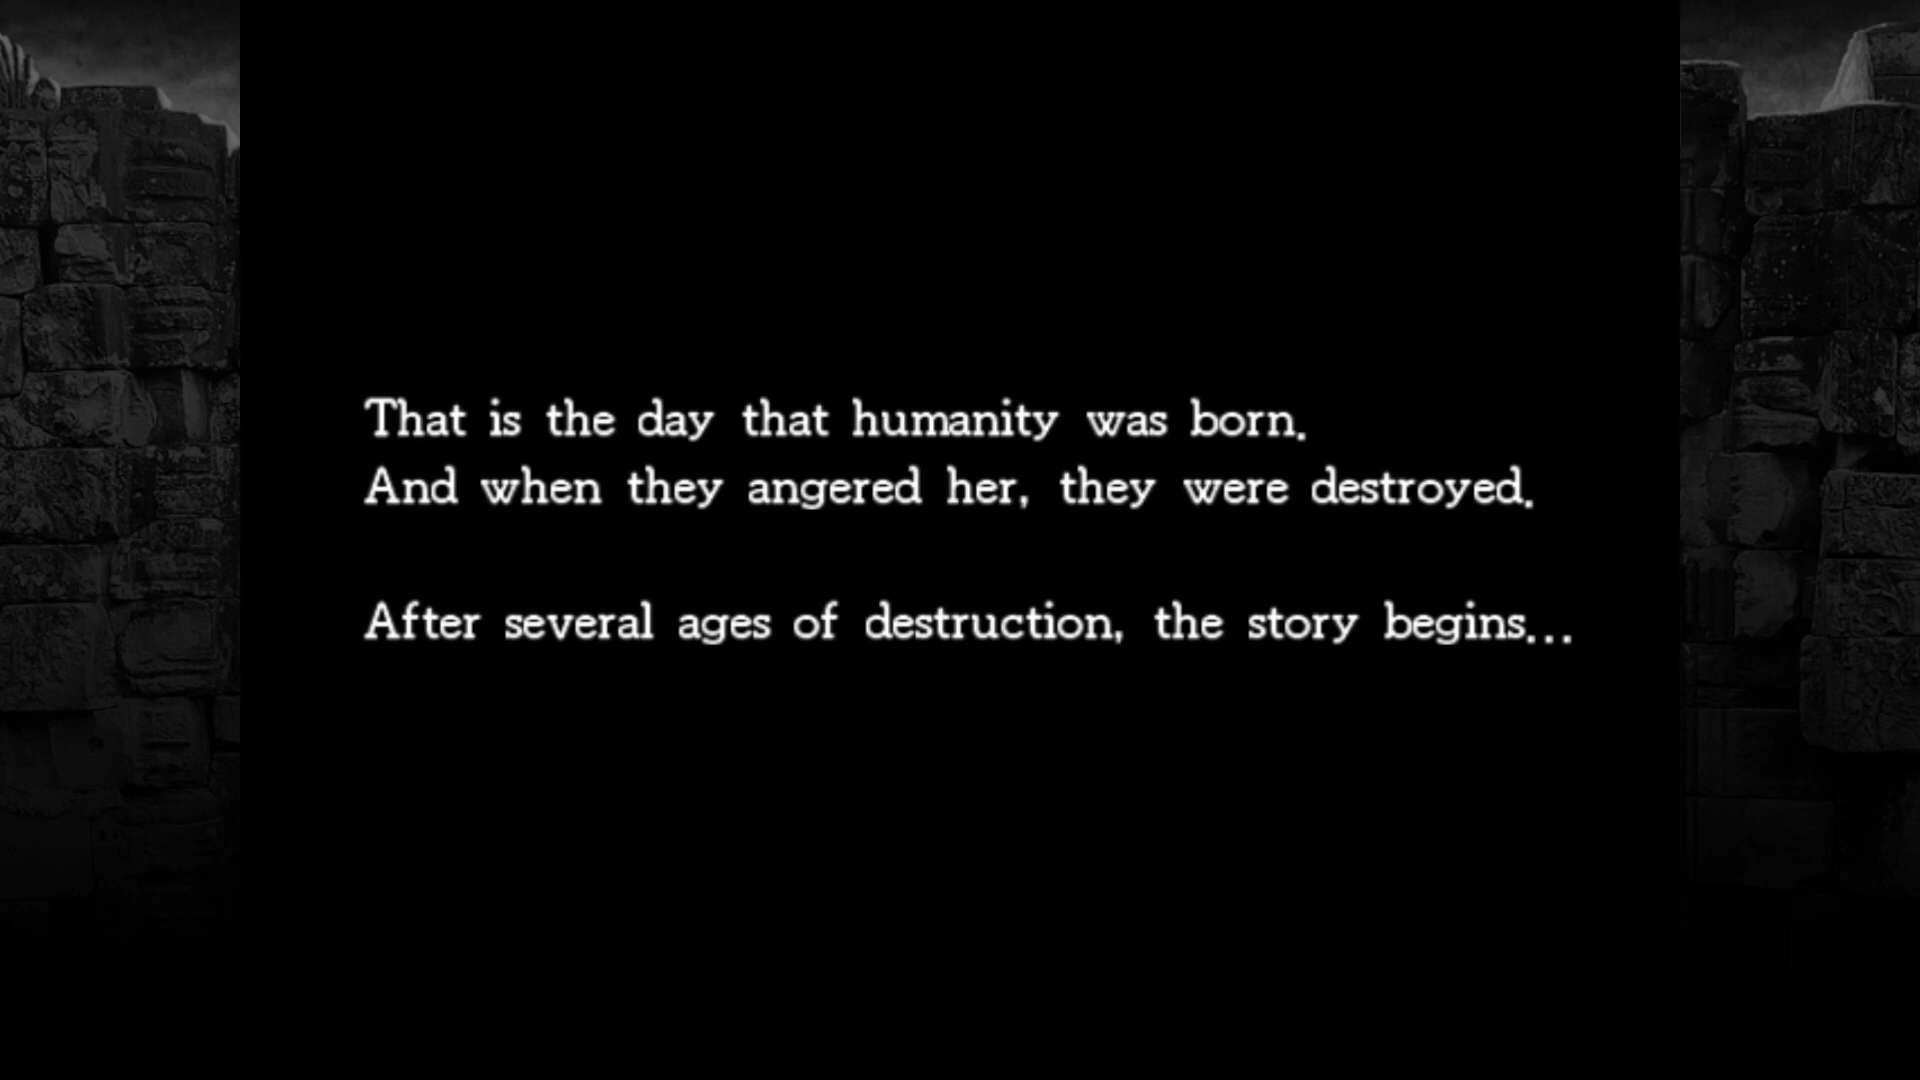 That is the day that humanity was born.
And when they angered her, they were destroyed.
After several ages of destruction, the story begins...